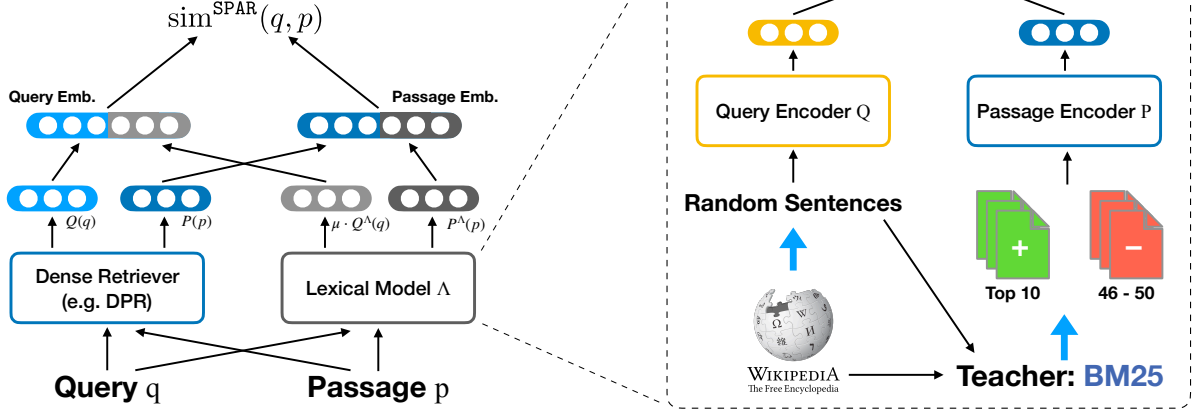 sim^SPAR(q, p)
Query Emb.
Passage Emb.
Q(q)
P(p)
μ · Q^Λ(q)
P^Λ(p)
Dense Retriever
(e.g. DPR)
Lexical Model Λ
Query q
Passage p
Query Encoder Q
Passage Encoder P
Random Sentences
+
−
Top 10
46 - 50
Ω
W
И
WIKIPEDIA
The Free Encyclopedia
Teacher: BM25